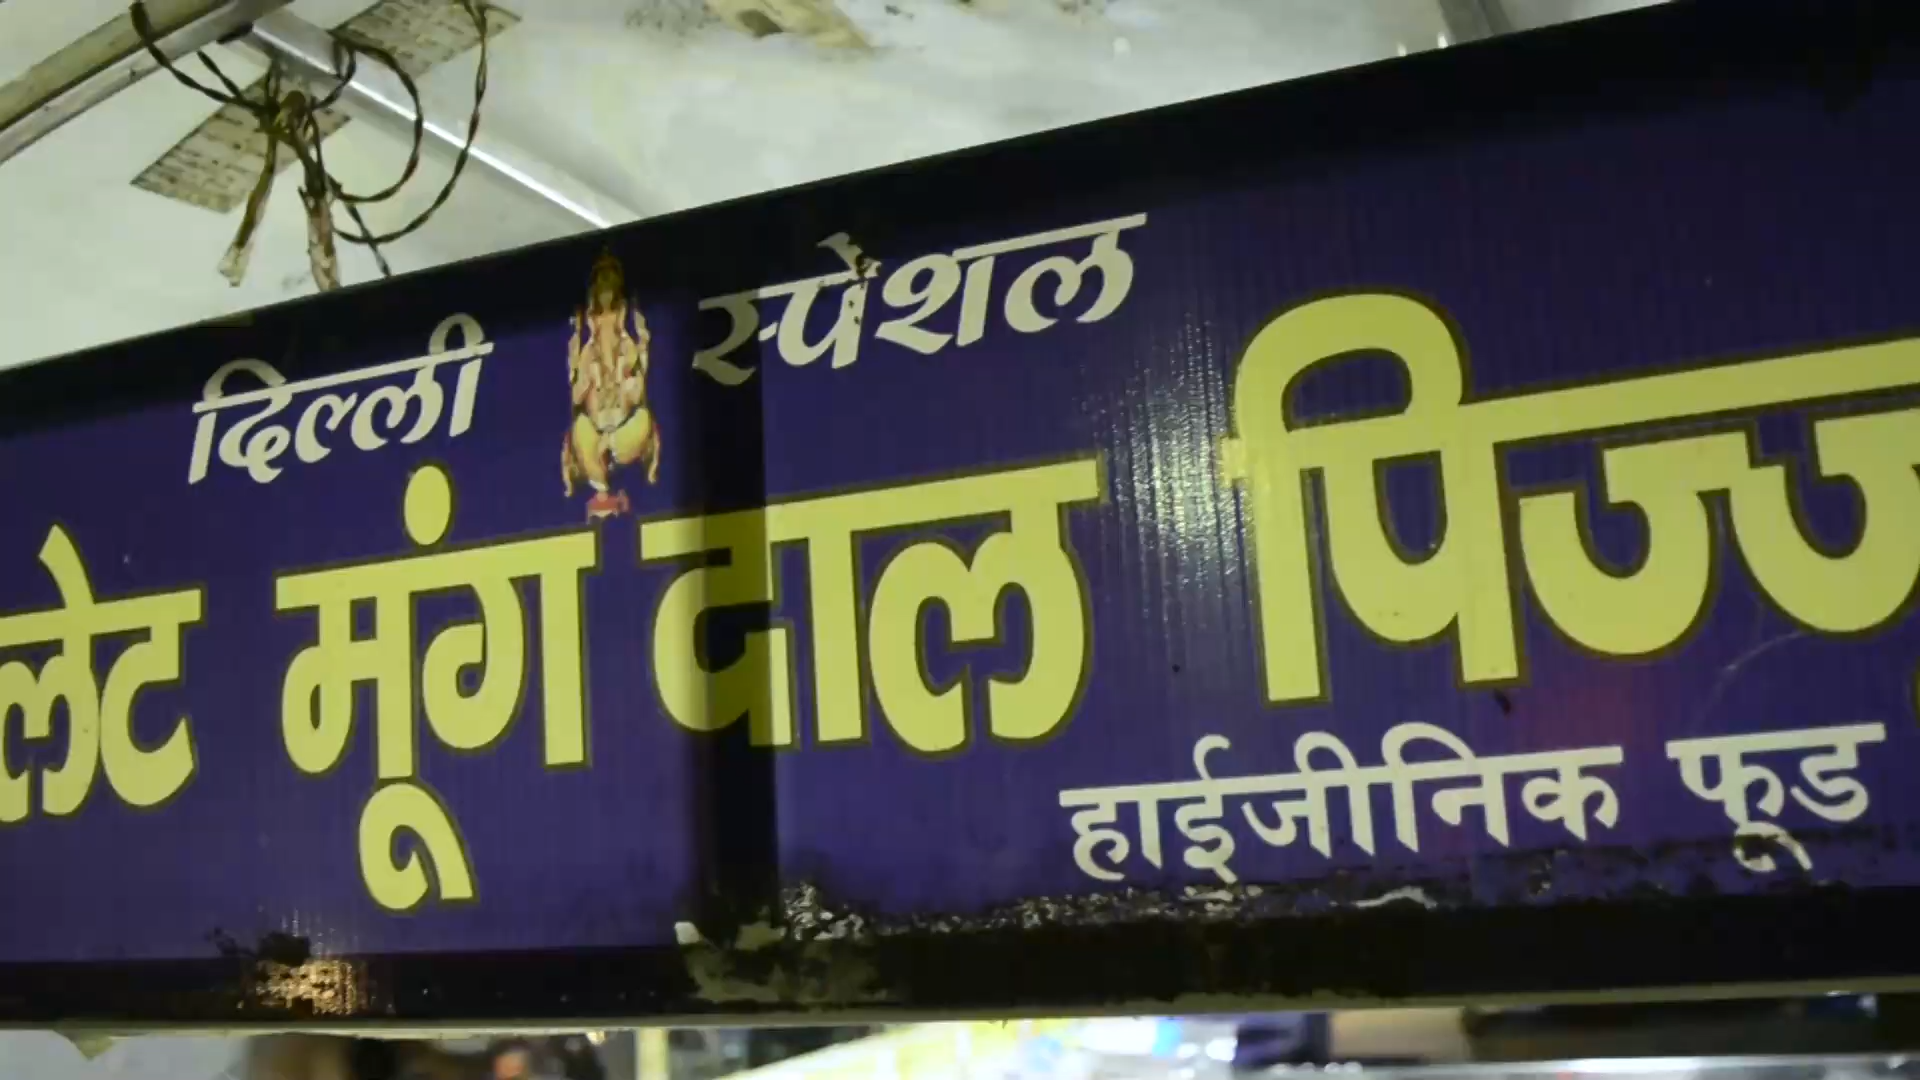 दिल्ली स्पेशल
लेट मूंग दाल पिज्ज
हाईजीनिक फूड